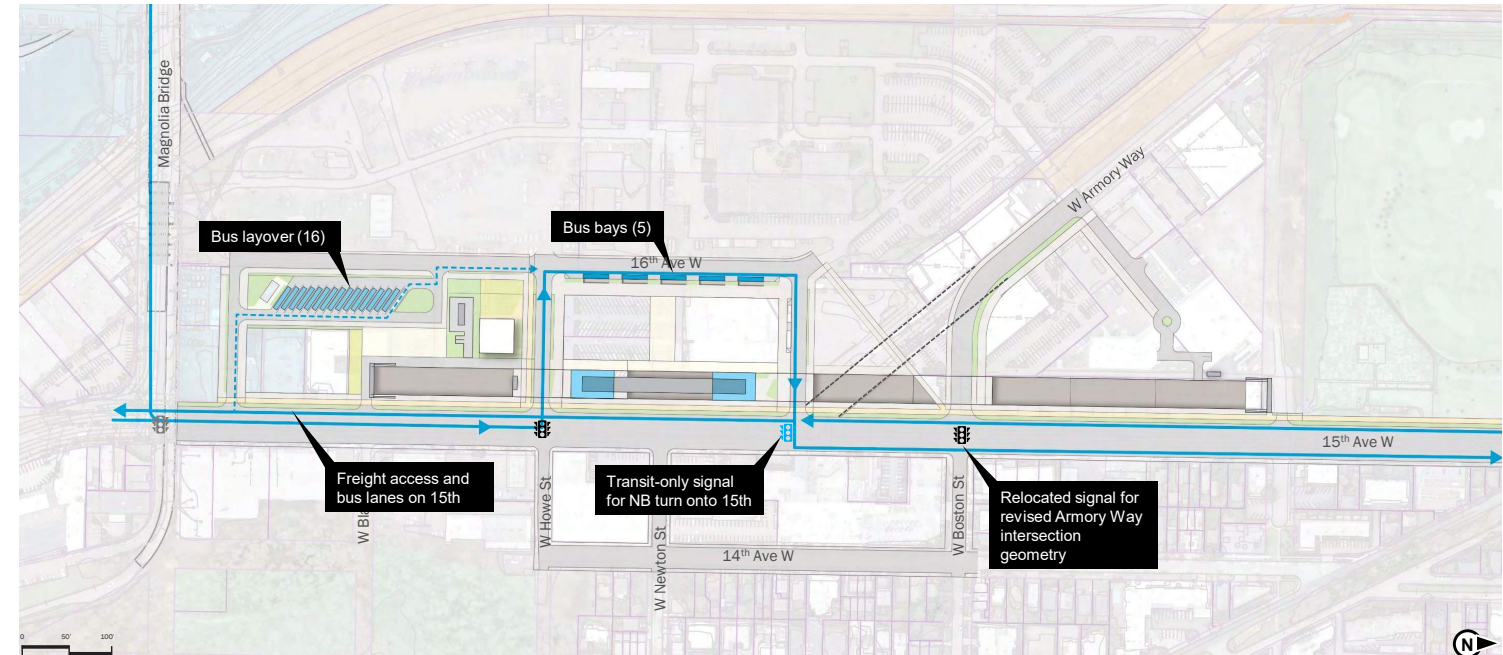 Magnolia Bridge
W Armory Way
Bus layover (16)
Bus bays (5)
16th Ave W
15th Ave W
Freight access and
bus lanes on 15th
Transit-only signal
for NB turn onto 15th
Relocated signal for
revised Armory Way
intersection
geometry
W Howe St
W Newton St
W Boston St
14th Ave W
0 50' 100'
N